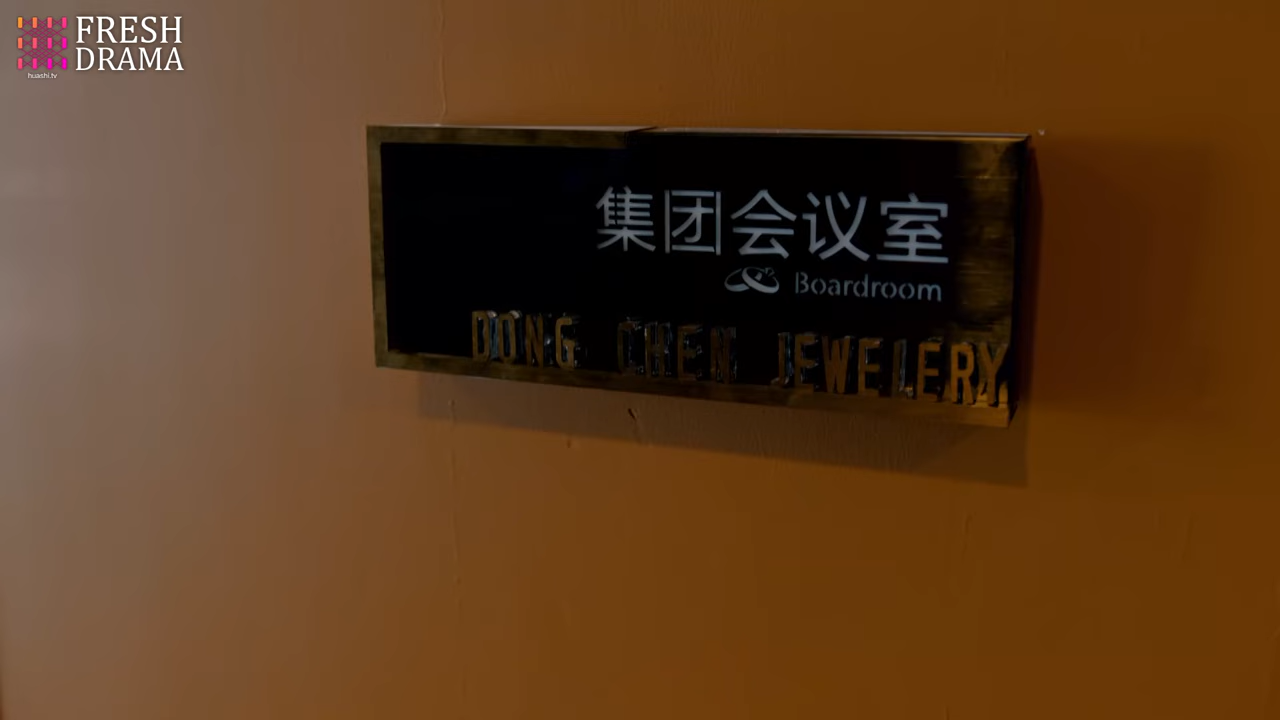 FRESH
DRAMA
huashi.tv
集团会议室
Boardroom
DONG CHEN JEWELERY